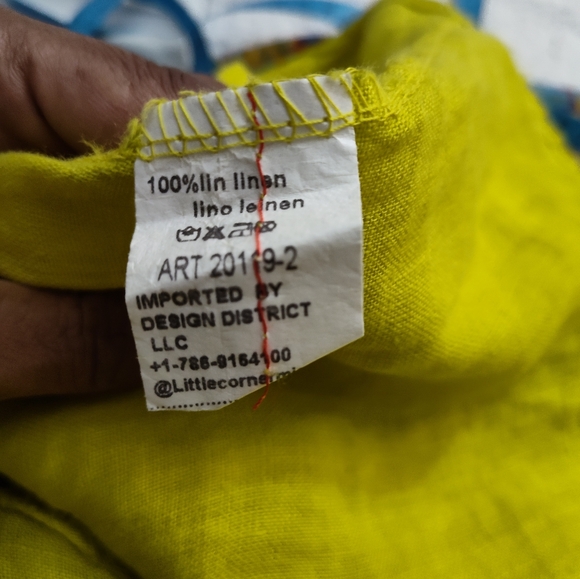 100%lin linen
lino leinen
ART 20169-2
IMPORTED BY
DESIGN DISTRICT
LLC
+1-786-9164100